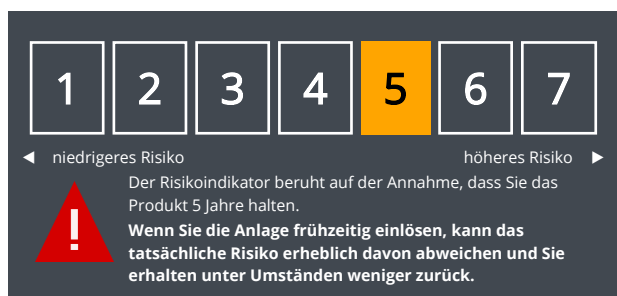 1 2 3 4 5 6 7
niedrigeres Risiko höheres Risiko
Der Risikoindikator beruht auf der Annahme, dass Sie das
Produkt 5 Jahre halten.
Wenn Sie die Anlage frühzeitig einlösen, kann das
tatsächliche Risiko erheblich davon abweichen und Sie
erhalten unter Umständen weniger zurück.
!